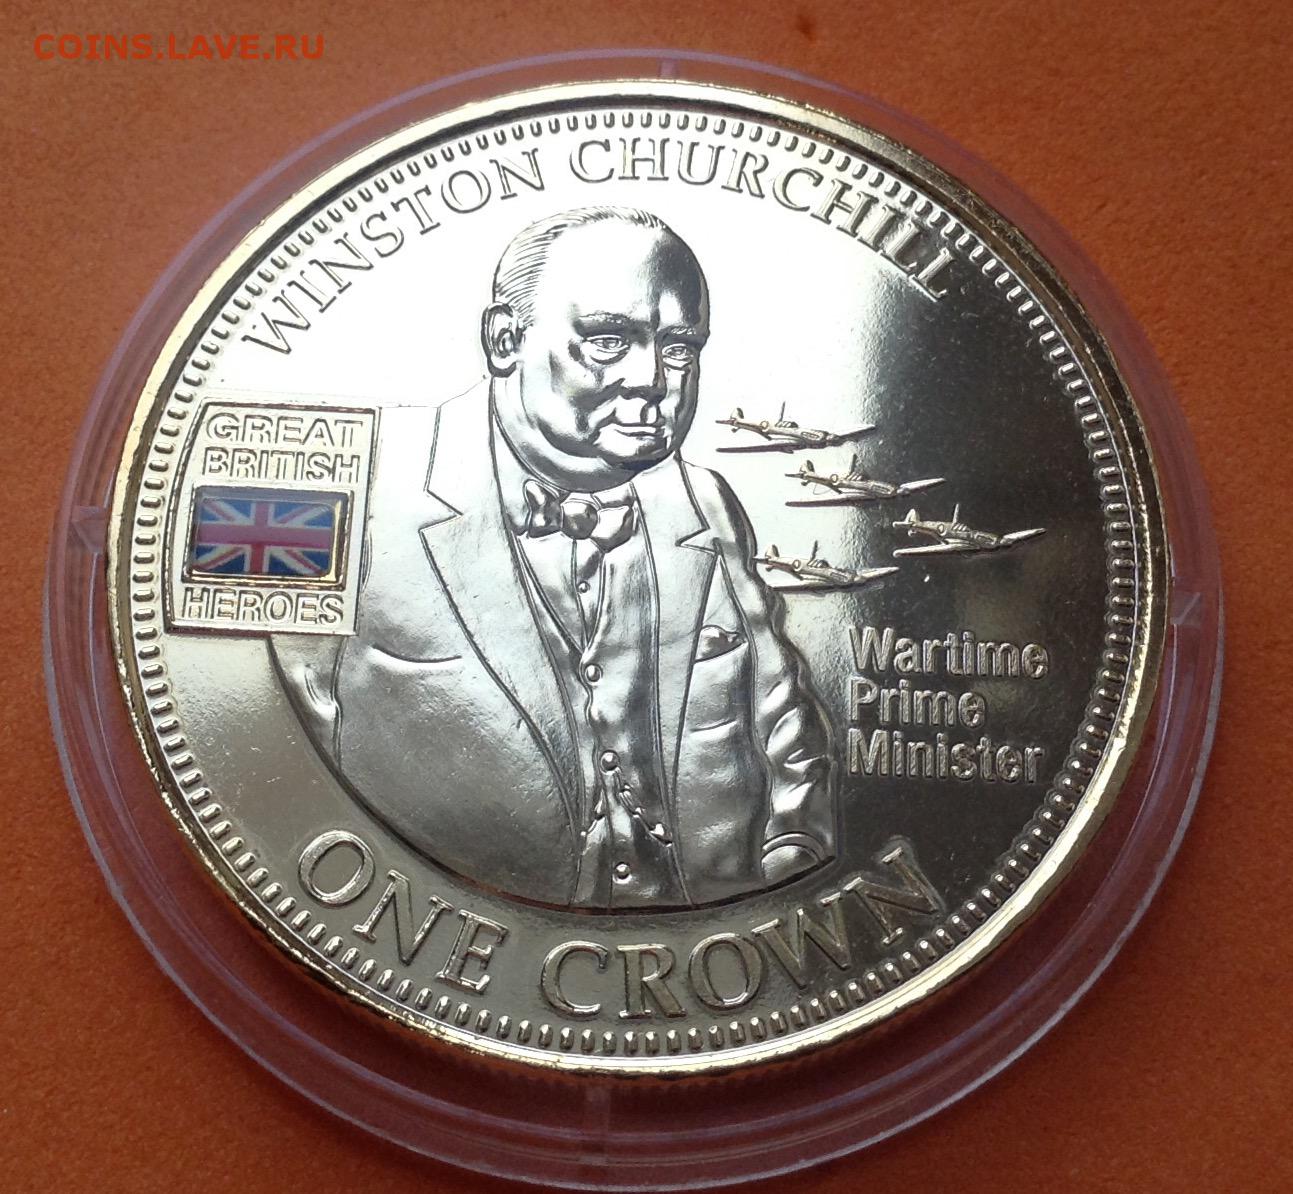 COINS.LAVE.RU
WINSTON CHURCHILL
GREAT
BRITISH
HEROES
Wartime
Prime
Minister
ONE CROWN